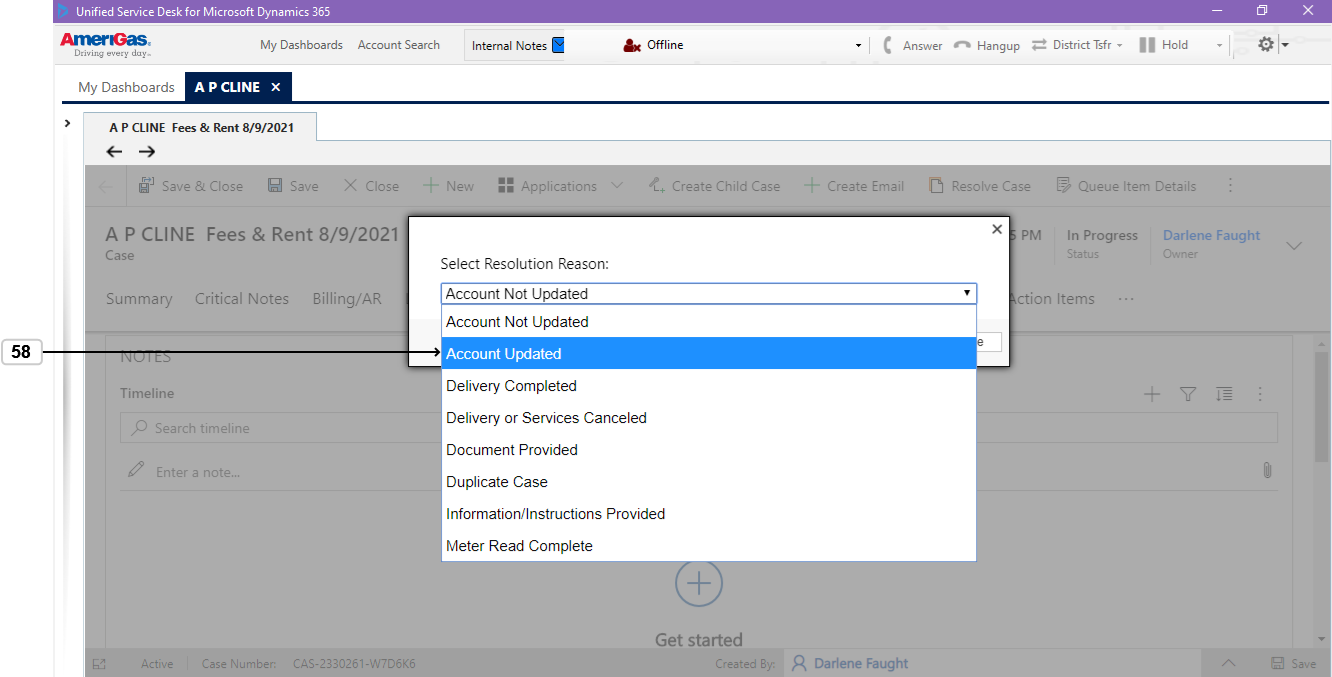 Unified Service Desk for Microsoft Dynamics 365
AmeriGas.
Driving every day..
My Dashboards Account Search Internal Notes Offline Answer Hangup District Tsfr Hold
My Dashboards A P CLINE
A P CLINE Fees & Rent 8/9/2021
Save & Close Save Close New Applications Create Child Case Create Email Resolve Case Queue Item Details
A P CLINE Fees & Rent 8/9/2021
Case
5 PM
In Progress
Status
Darlene Faught
Owner
Summary Critical Notes Billing/AR Action Items
Select Resolution Reason:
Account Not Updated
Account Not Updated
58
Account Updated
Delivery Completed
Delivery or Services Canceled
Document Provided
Duplicate Case
Information/Instructions Provided
Meter Read Complete
NOTES
Timeline
Search timeline
Enter a note...
Get started
Active Case Number: CAS-2330261-W7D6K6 Created By: Darlene Faught Save